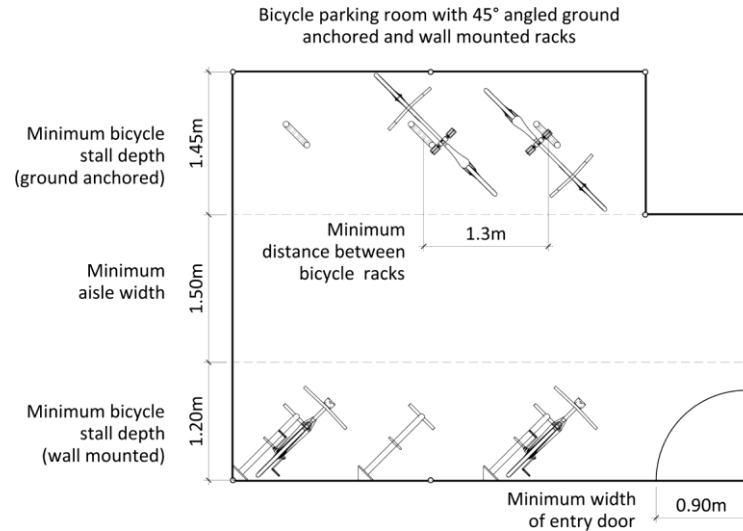 Bicycle parking room with 45° angled ground
anchored and wall mounted racks
Minimum bicycle
stall depth
(ground anchored)
1.45m
Minimum
distance between
bicycle racks
1.3m
Minimum
aisle width
1.50m
Minimum bicycle
stall depth
(wall mounted)
1.20m
Minimum width
of entry door
0.90m